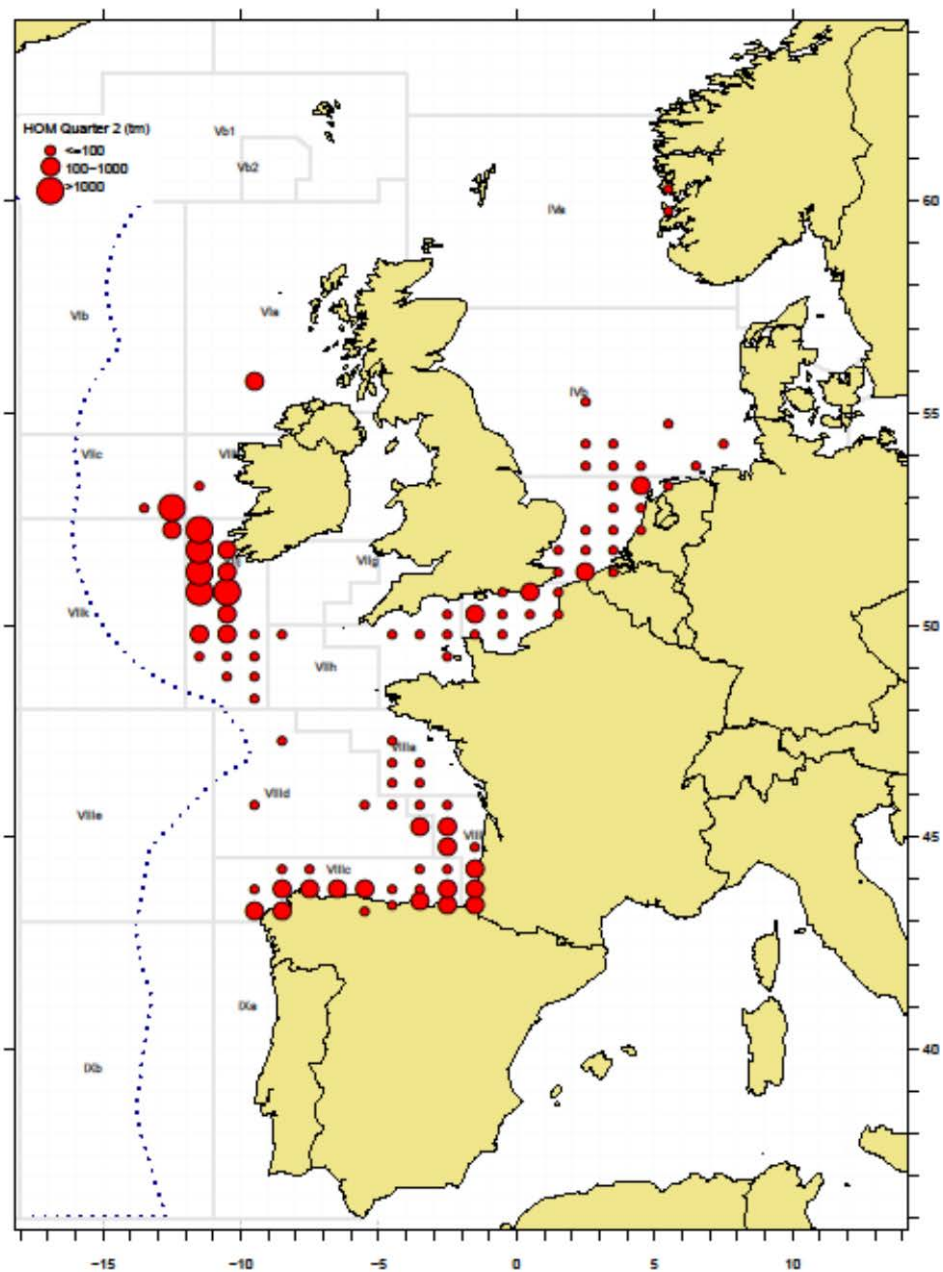 HOM Quarter 2 (tm)
<=100
100-1000
>1000
Vb1
Vb2
IVa
60
VIb
VIa
IVb
55
VIIc
VIIk
VIIg
50
VIIh
VIIIa
VIIId
VIIIe
45
VIIIc
IXa
40
IXb
-15
-10
-5
0
5
10